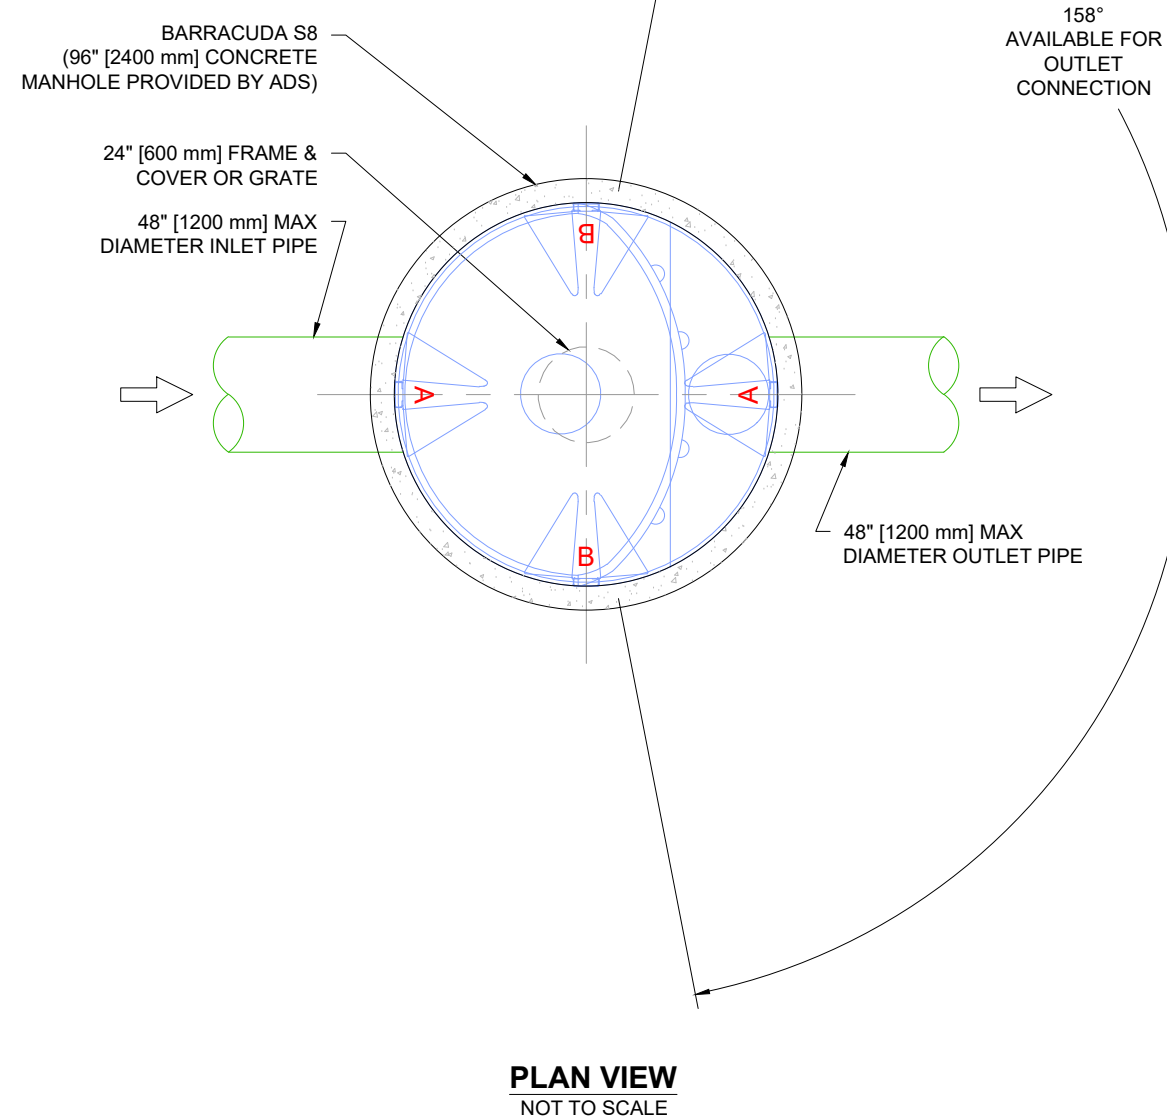 158°
AVAILABLE FOR
OUTLET
CONNECTION
BARRACUDA S8
(96" [2400 mm] CONCRETE
MANHOLE PROVIDED BY ADS)
24" [600 mm] FRAME &
COVER OR GRATE
48" [1200 mm] MAX
DIAMETER INLET PIPE
B
A
A
B
48" [1200 mm] MAX
DIAMETER OUTLET PIPE
PLAN VIEW
NOT TO SCALE